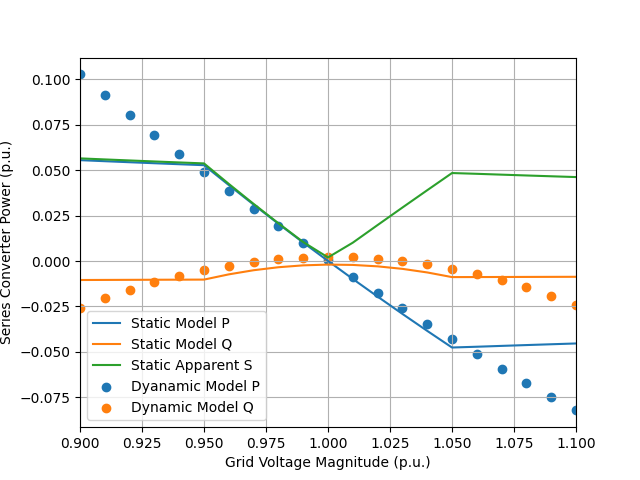 0.100
0.075
0.050
0.025
0.000
−0.025
−0.050
−0.075
Series Converter Power (p.u.)
Static Model P
Static Model Q
Static Apparent S
Dyanamic Model P
Dynamic Model Q
0.900 0.925 0.950 0.975 1.000 1.025 1.050 1.075 1.100
Grid Voltage Magnitude (p.u.)